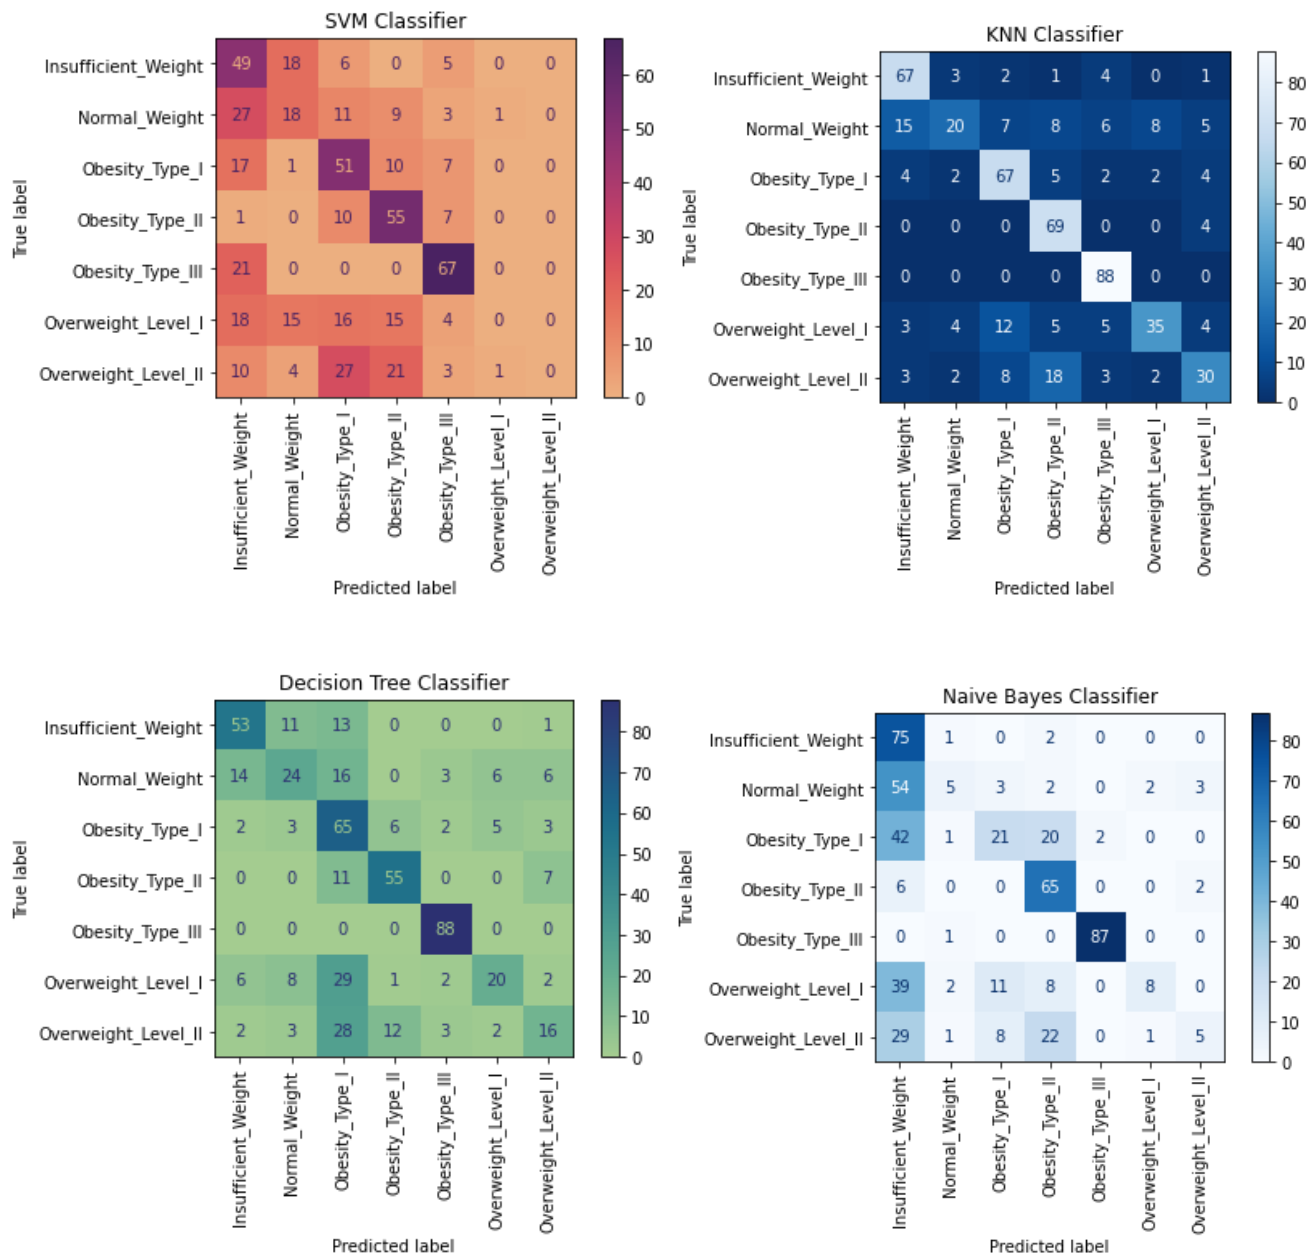 SVM Classifier
True label
Insufficient_Weight 49 18 6 0 5 0 0
Normal_Weight 27 18 11 9 3 1 0
Obesity_Type_I 17 1 51 10 7 0 0
Obesity_Type_II 1 0 10 55 7 0 0
Obesity_Type_III 21 0 0 0 67 0 0
Overweight_Level_I 18 15 16 15 4 0 0
Overweight_Level_II 10 4 27 21 3 1 0
Insufficient_Weight Normal_Weight Obesity_Type_I Obesity_Type_II Obesity_Type_III Overweight_Level_I Overweight_Level_II
Predicted label
60
50
40
30
20
10
0
KNN Classifier
True label
Insufficient_Weight 67 3 2 1 4 0 1
Normal_Weight 15 20 7 8 6 8 5
Obesity_Type_I 4 2 67 5 2 2 4
Obesity_Type_II 0 0 0 69 0 0 4
Obesity_Type_III 0 0 0 0 88 0 0
Overweight_Level_I 3 4 12 5 5 35 4
Overweight_Level_II 3 2 8 18 3 2 30
Insufficient_Weight Normal_Weight Obesity_Type_I Obesity_Type_II Obesity_Type_III Overweight_Level_I Overweight_Level_II
Predicted label
80
70
60
50
40
30
20
10
0
Decision Tree Classifier
True label
Insufficient_Weight 53 11 13 0 0 0 1
Normal_Weight 14 24 16 0 3 6 6
Obesity_Type_I 2 3 65 6 2 5 3
Obesity_Type_II 0 0 11 55 0 0 7
Obesity_Type_III 0 0 0 0 88 0 0
Overweight_Level_I 6 8 29 1 2 20 2
Overweight_Level_II 2 3 28 12 3 2 16
Insufficient_Weight Normal_Weight Obesity_Type_I Obesity_Type_II Obesity_Type_III Overweight_Level_I Overweight_Level_II
Predicted label
80
70
60
50
40
30
20
10
0
Naive Bayes Classifier
True label
Insufficient_Weight 75 1 0 2 0 0 0
Normal_Weight 54 5 3 2 0 2 3
Obesity_Type_I 42 1 21 20 2 0 0
Obesity_Type_II 6 0 0 65 0 0 2
Obesity_Type_III 0 1 0 0 87 0 0
Overweight_Level_I 39 2 11 8 0 8 0
Overweight_Level_II 29 1 8 22 0 1 5
Insufficient_Weight Normal_Weight Obesity_Type_I Obesity_Type_II Obesity_Type_III Overweight_Level_I Overweight_Level_II
Predicted label
80
70
60
50
40
30
20
10
0